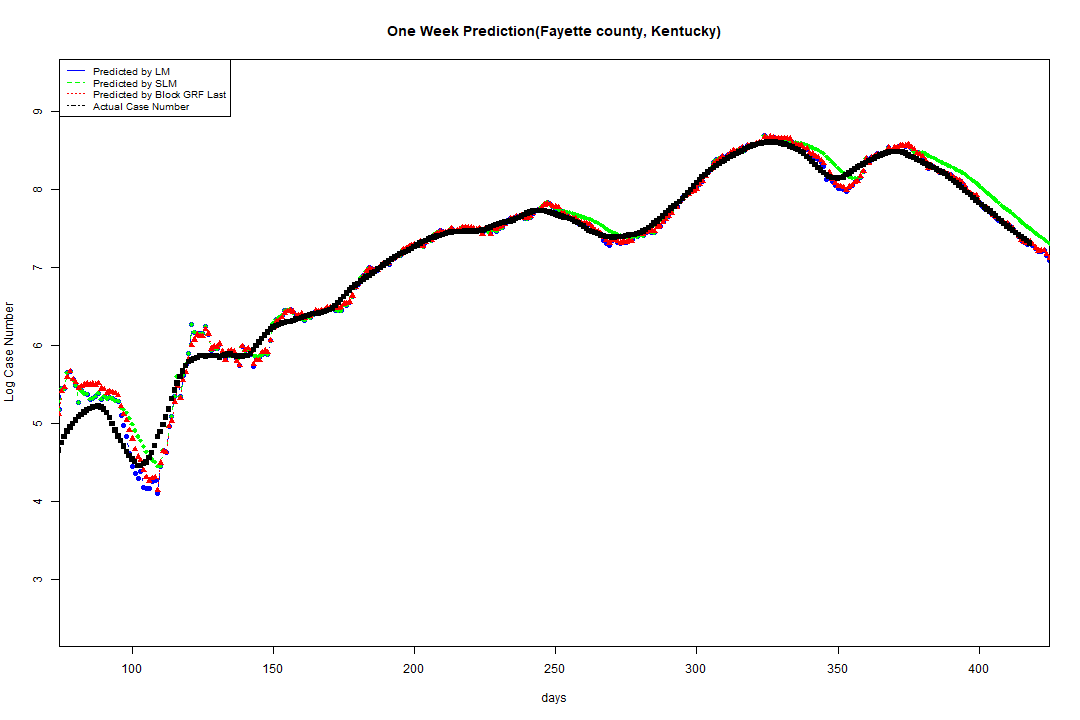 One Week Prediction(Fayette county, Kentucky)
Predicted by LM
Predicted by SLM
Predicted by Block GRF Last
Actual Case Number
Log Case Number
9
8
7
6
5
4
3
100 150 200 250 300 350 400
days